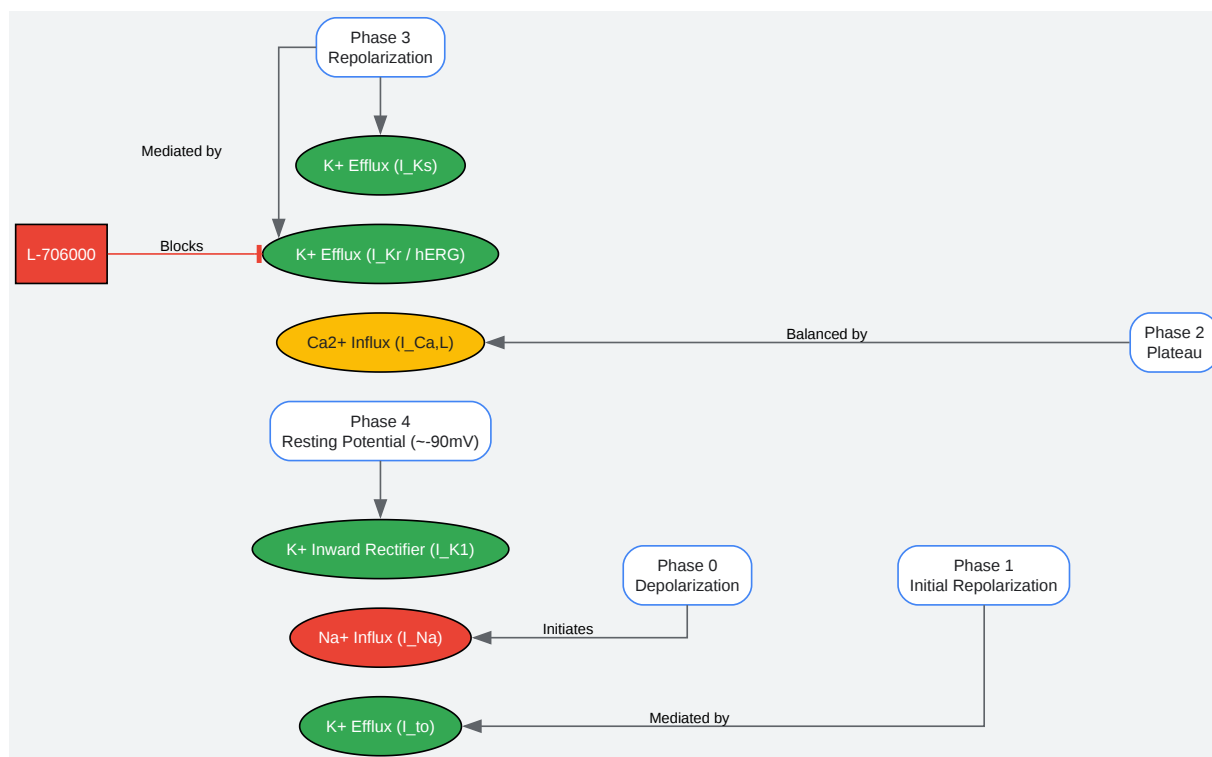 Phase 3
Repolarization
Mediated by
K+ Efflux (I_Ks)
L-706000
Blocks
K+ Efflux (I_Kr / hERG)
Ca2+ Influx (I_Ca,L)
Balanced by
Phase 2
Plateau
Phase 4
Resting Potential (~-90mV)
K+ Inward Rectifier (I_K1)
Phase 0
Depolarization
Phase 1
Initial Repolarization
Na+ Influx (I_Na)
Initiates
K+ Efflux (I_to)
Mediated by